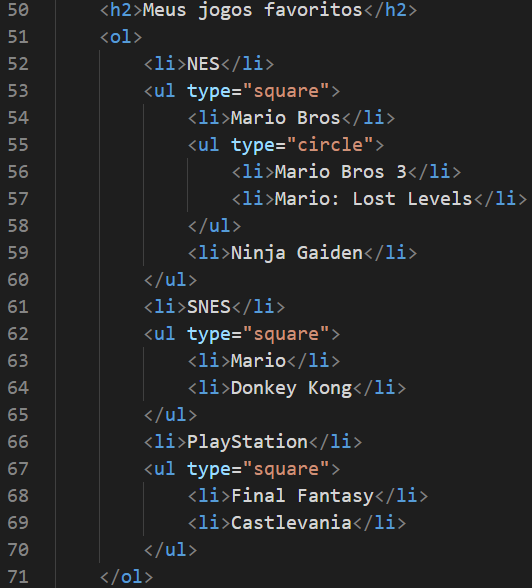 50 <h2>Meus jogos favoritos</h2>
51 <ol>
52 <li>NES</li>
53 <ul type="square">
54 <li>Mario Bros</li>
55 <ul type="circle">
56 <li>Mario Bros 3</li>
57 <li>Mario: Lost Levels</li>
58 </ul>
59 <li>Ninja Gaiden</li>
60 </ul>
61 <li>SNES</li>
62 <ul type="square">
63 <li>Mario</li>
64 <li>Donkey Kong</li>
65 </ul>
66 <li>PlayStation</li>
67 <ul type="square">
68 <li>Final Fantasy</li>
69 <li>Castlevania</li>
70 </ul>
71 </ol>